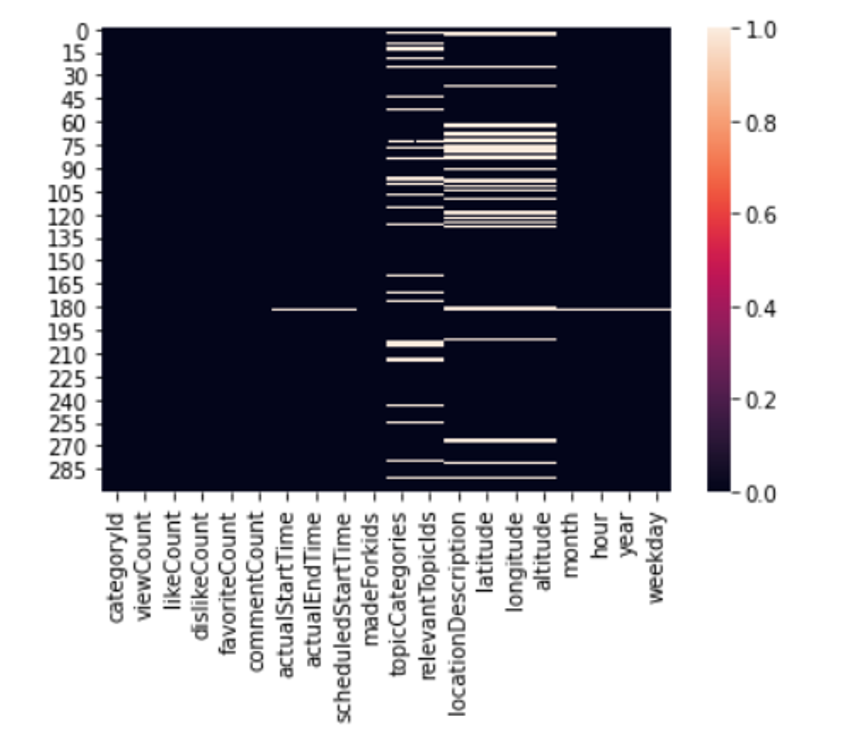 0
15
30
45
60
75
90
105
120
135
150
165
180
195
210
225
240
255
270
285
categoryId
viewCount
likeCount
dislikeCount
favoriteCount
commentCount
actualStartTime
actualEndTime
scheduledStartTime
madeForkids
topicCategories
relevantTopicIds
locationDescription
latitude
longitude
altitude
month
hour
year
weekday
1.0
0.8
0.6
0.4
0.2
0.0